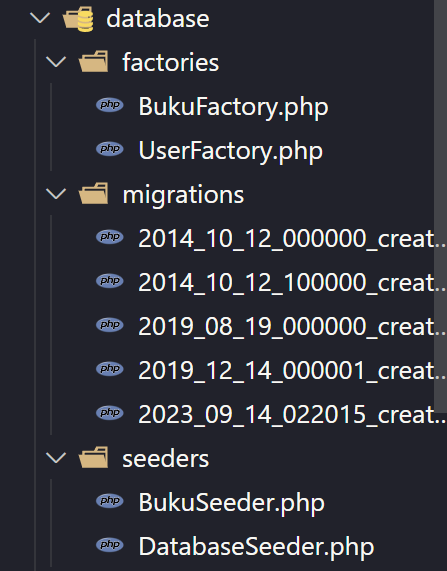 database
factories
php BukuFactory.php
php UserFactory.php
migrations
php 2014_10_12_000000_creat...
php 2014_10_12_100000_creat...
php 2019_08_19_000000_creat...
php 2019_12_14_000001_creat...
php 2023_09_14_022015_creat...
seeders
php BukuSeeder.php
php DatabaseSeeder.php